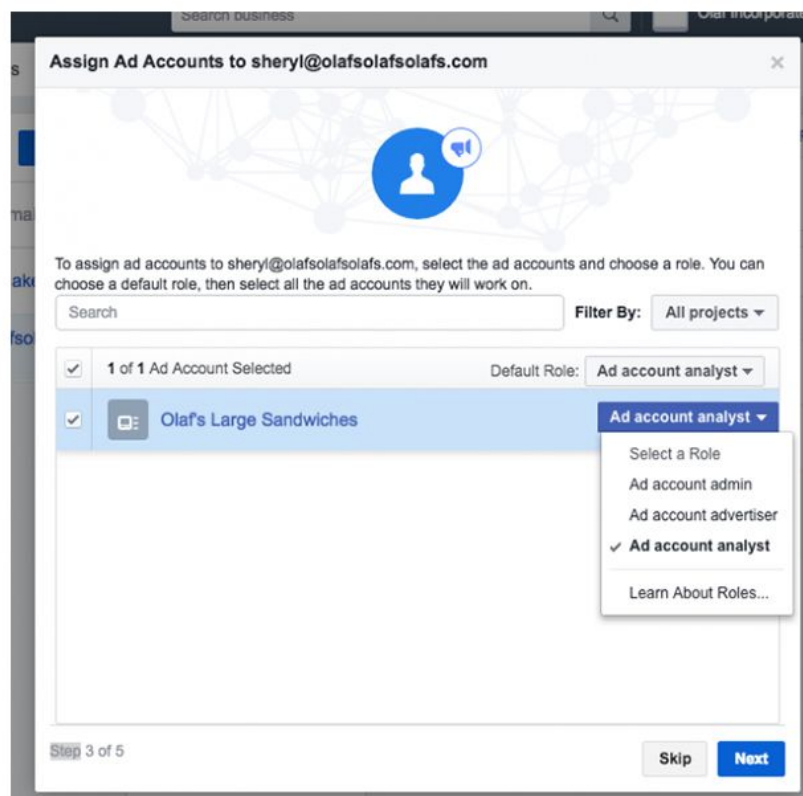 Search business
Olaf Incorporate
Assign Ad Accounts to sheryl@olafsolafsolafs.com
To assign ad accounts to sheryl@olafsolafsolafs.com, select the ad accounts and choose a role. You can
choose a default role, then select all the ad accounts they will work on.
Search
Filter By: All projects
1 of 1 Ad Account Selected
Default Role: Ad account analyst
Olaf's Large Sandwiches
Ad account analyst
Select a Role
Ad account admin
Ad account advertiser
Ad account analyst
Learn About Roles...
Step 3 of 5
Skip
Next